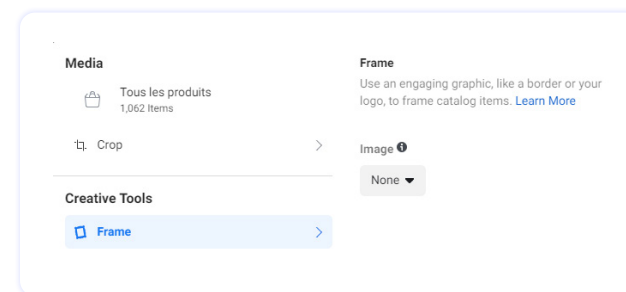 Media
Tous les produits
1,062 Items
Crop
Creative Tools
Frame
Frame
Use an engaging graphic, like a border or your
logo, to frame catalog items. Learn More
Image
None